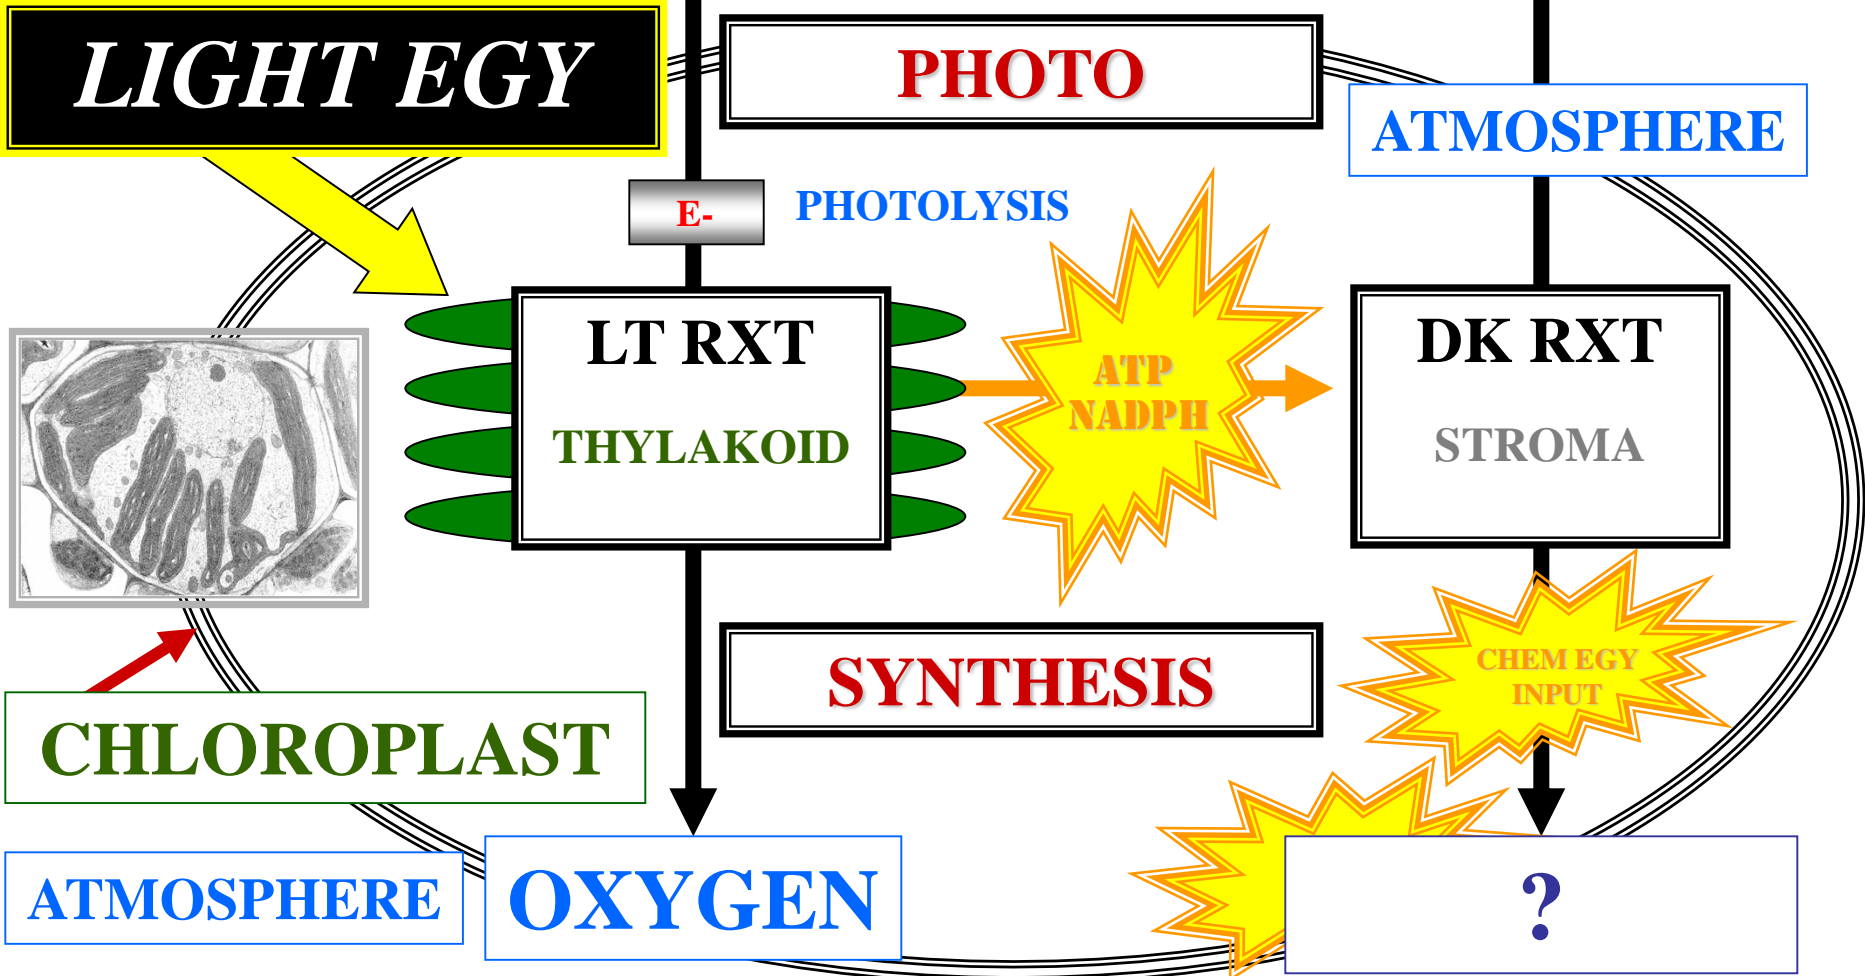 LIGHT EGY
PHOTO
ATMOSPHERE
E-
PHOTOLYSIS
LT RXT
THYLAKOID
ATP
NADPH
DK RXT
STROMA
SYNTHESIS
CHEM EGY
INPUT
CHLOROPLAST
ATMOSPHERE
OXYGEN
?